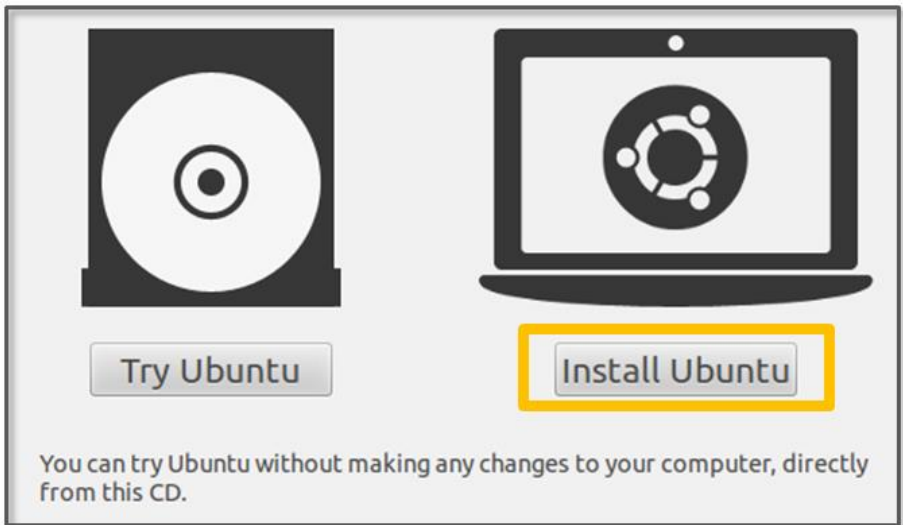 Try Ubuntu
Install Ubuntu
You can try Ubuntu without making any changes to your computer, directly
from this CD.